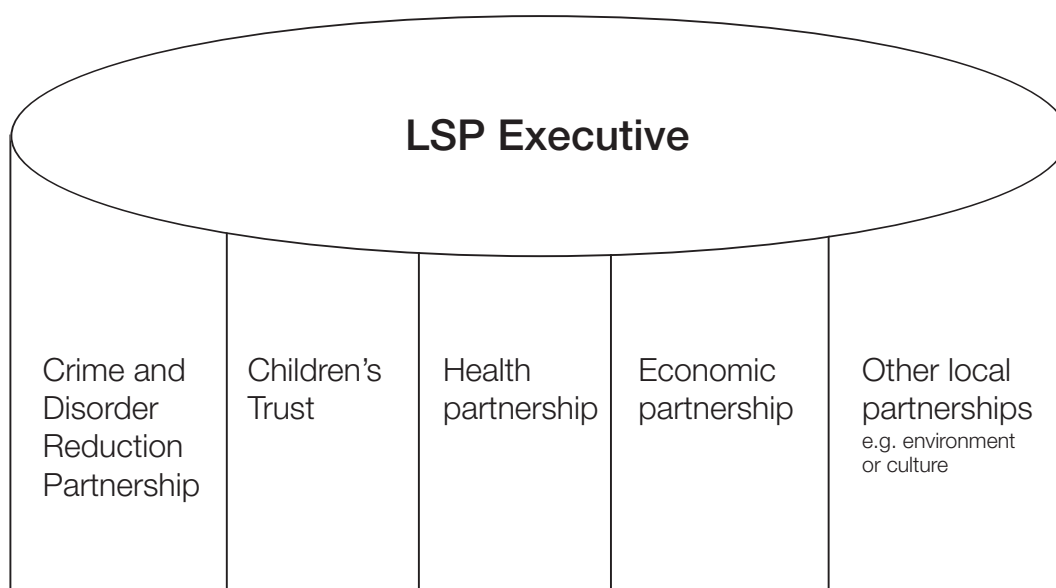 LSP Executive
Crime and
Disorder
Reduction
Partnership
Children’s
Trust
Health
partnership
Economic
partnership
Other local
partnerships
e.g. environment
or culture